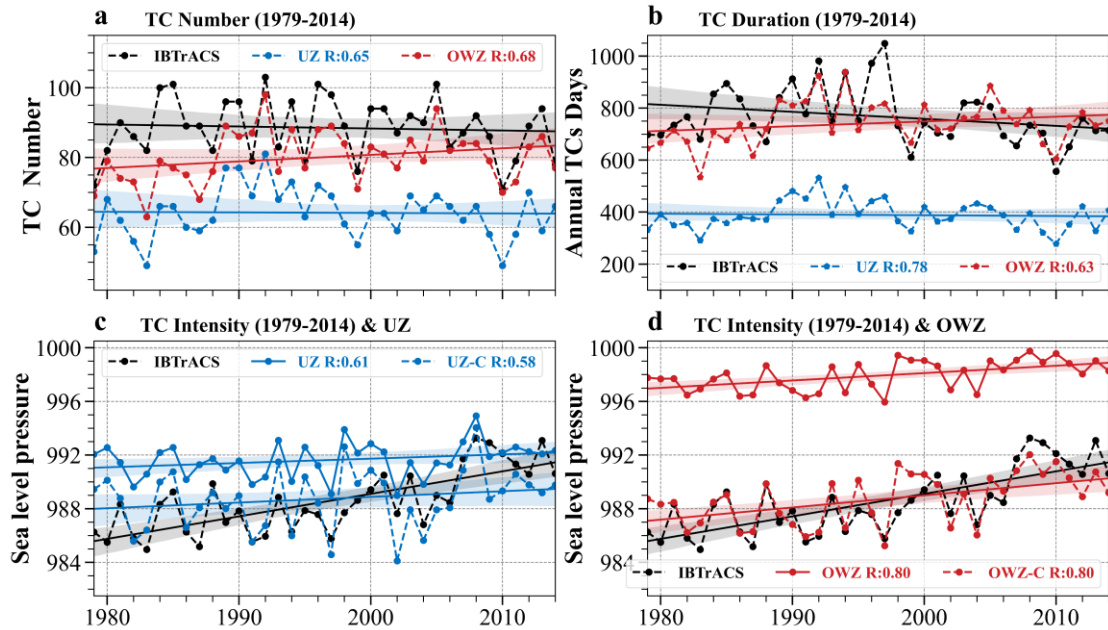 a TC Number (1979-2014)
IBTrACS UZ R:0.65 OWZ R:0.68
TC Number
100
80
60
b TC Duration (1979-2014)
Annual TCs Days
1000
800
600
400
200
IBTrACS UZ R:0.78 OWZ R:0.63
c TC Intensity (1979-2014) & UZ
IBTrACS UZ R:0.61 UZ-C R:0.58
Sea level pressure
1000
996
992
988
984
1980 1990 2000 2010
d TC Intensity (1979-2014) & OWZ
Sea level pressure
1000
996
992
988
984
IBTrACS OWZ R:0.80 OWZ-C R:0.80
1980 1990 2000 2010